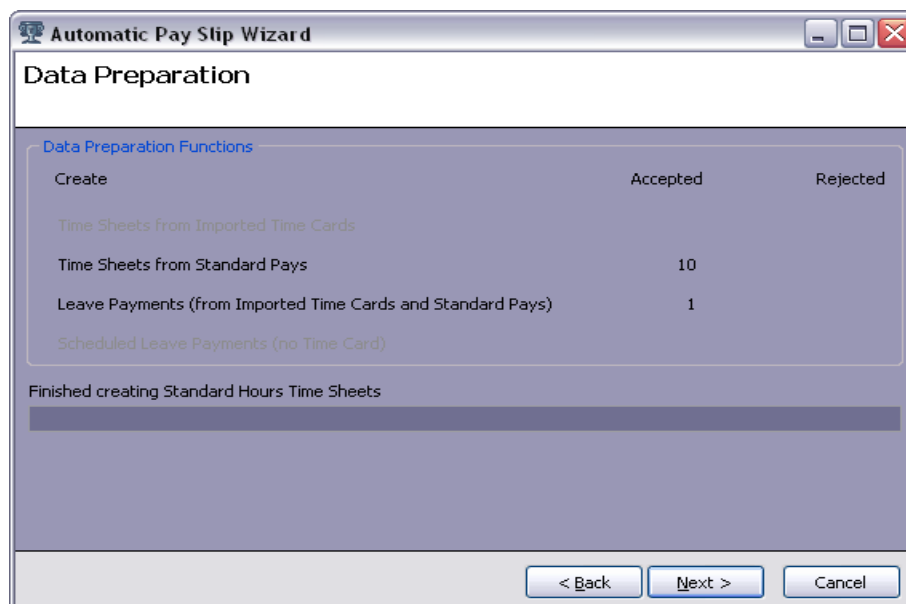 Automatic Pay Slip Wizard
Data Preparation
Data Preparation Functions
Create Accepted Rejected
Time Sheets from Imported Time Cards
Time Sheets from Standard Pays 10
Leave Payments (from Imported Time Cards and Standard Pays) 1
Scheduled Leave Payments (no Time Card)
Finished creating Standard Hours Time Sheets
< Back Next > Cancel